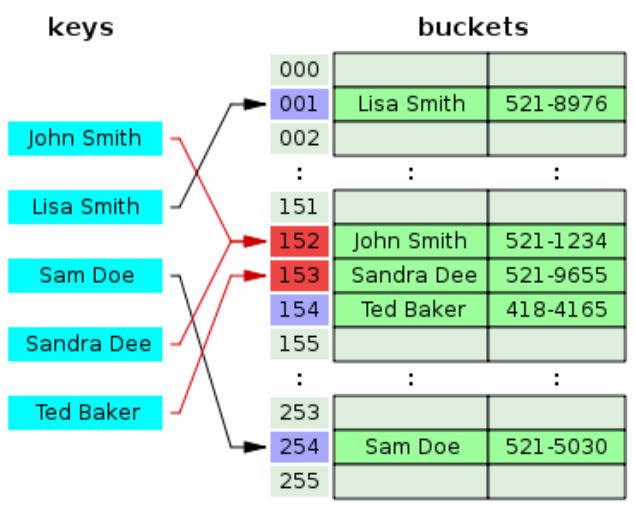 keys
buckets
000
001 Lisa Smith 521-8976
002
: : :
151
152 John Smith 521-1234
153 Sandra Dee 521-9655
154 Ted Baker 418-4165
155
: : :
253
254 Sam Doe 521-5030
255
John Smith
Lisa Smith
Sam Doe
Sandra Dee
Ted Baker